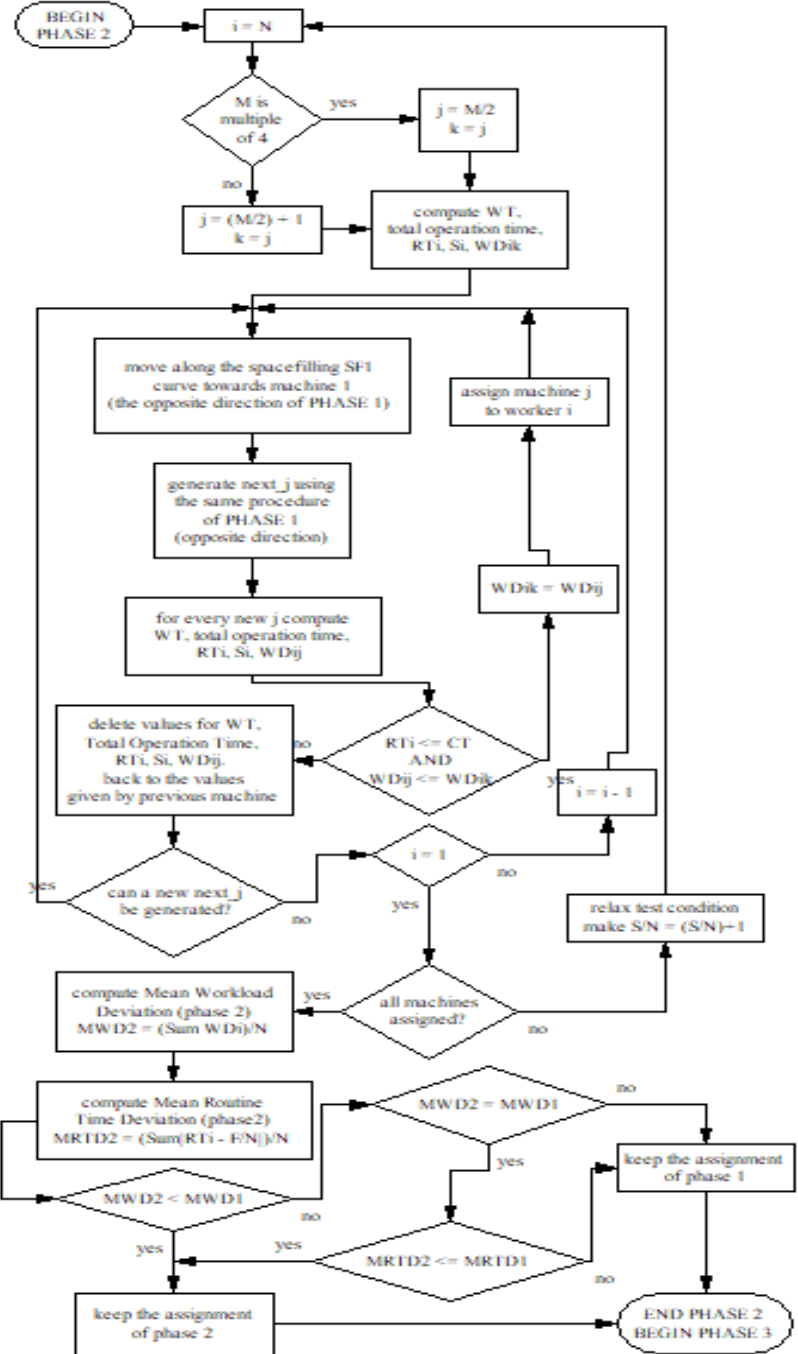 BEGIN
PHASE 2
i = N
M is
multiple
of 4
yes
j = M/2
k = j
no
j = (M/2) + 1
k = j
compute WT,
total operation time,
RTi, Si, WDik
move along the spacefilling SF1
curve towards machine 1
(the opposite direction of PHASE 1)
assign machine j
to worker i
generate next_j using
the same procedure
of PHASE 1
(opposite direction)
WDik = WDij
for every new j compute
WT, total operation time,
RTi, Si, WDij
delete values for WT,
Total Operation Time,
RTi, Si, WDij.
back to the values
given by previous machine
no
RTi <= CT
AND
WDij <= WDik
yes
i = i - 1
yes
can a new next_j
be generated?
no
i = 1
no
yes
relax test condition
make S/N = (S/N)+1
compute Mean Workload
Deviation (phase 2)
MWD2 = (Sum WDi)/N
yes
all machines
assigned?
no
compute Mean Routine
Time Deviation (phase2)
MRTD2 = (Sum|RTi - F/N|)/N
MWD2 = MWD1
no
yes
keep the assignment
of phase 1
MWD2 < MWD1
no
yes
yes
MRTD2 <= MRTD1
no
keep the assignment
of phase 2
END PHASE 2
BEGIN PHASE 3